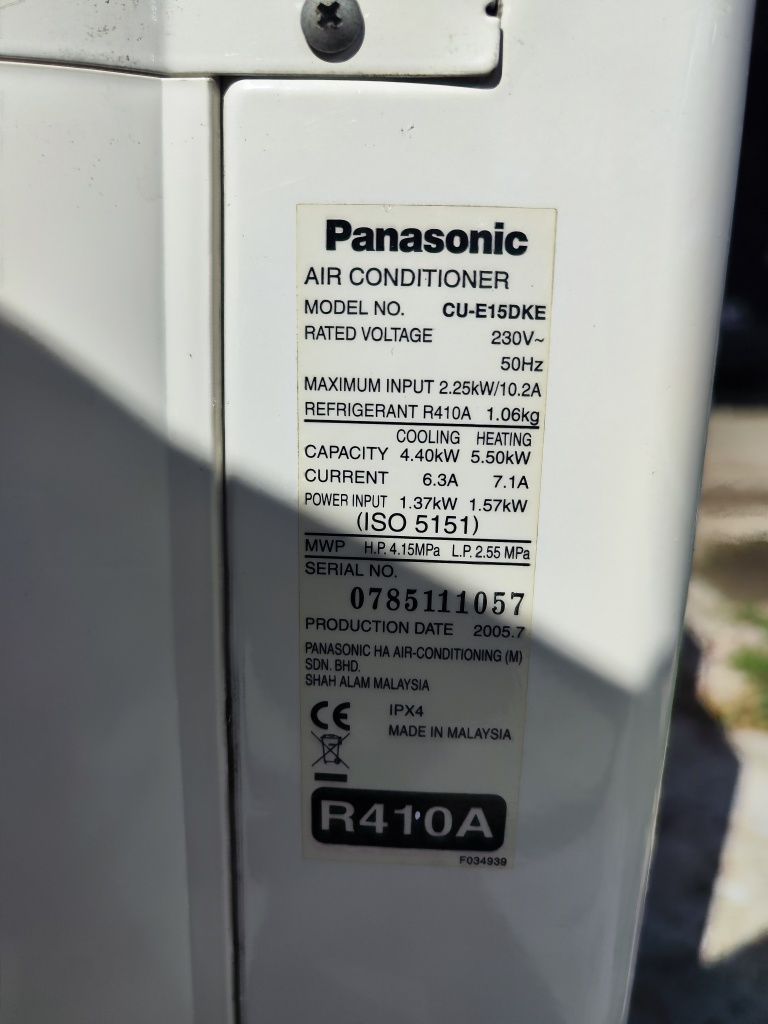 Panasonic
AIR CONDITIONER
MODEL NO. CU-E15DKE
RATED VOLTAGE 230V~
50Hz
MAXIMUM INPUT 2.25kW/10.2A
REFRIGERANT R410A 1.06kg
COOLING HEATING
CAPACITY 4.40kW 5.50kW
CURRENT 6.3A 7.1A
POWER INPUT 1.37kW 1.57kW
(ISO 5151)
MWP H.P. 4.15MPa L.P. 2.55 MPa
SERIAL NO.
0785111057
PRODUCTION DATE 2005.7
PANASONIC HA AIR-CONDITIONING (M)
SDN. BHD.
SHAH ALAM MALAYSIA
CE IPX4
MADE IN MALAYSIA
R410A
F034939